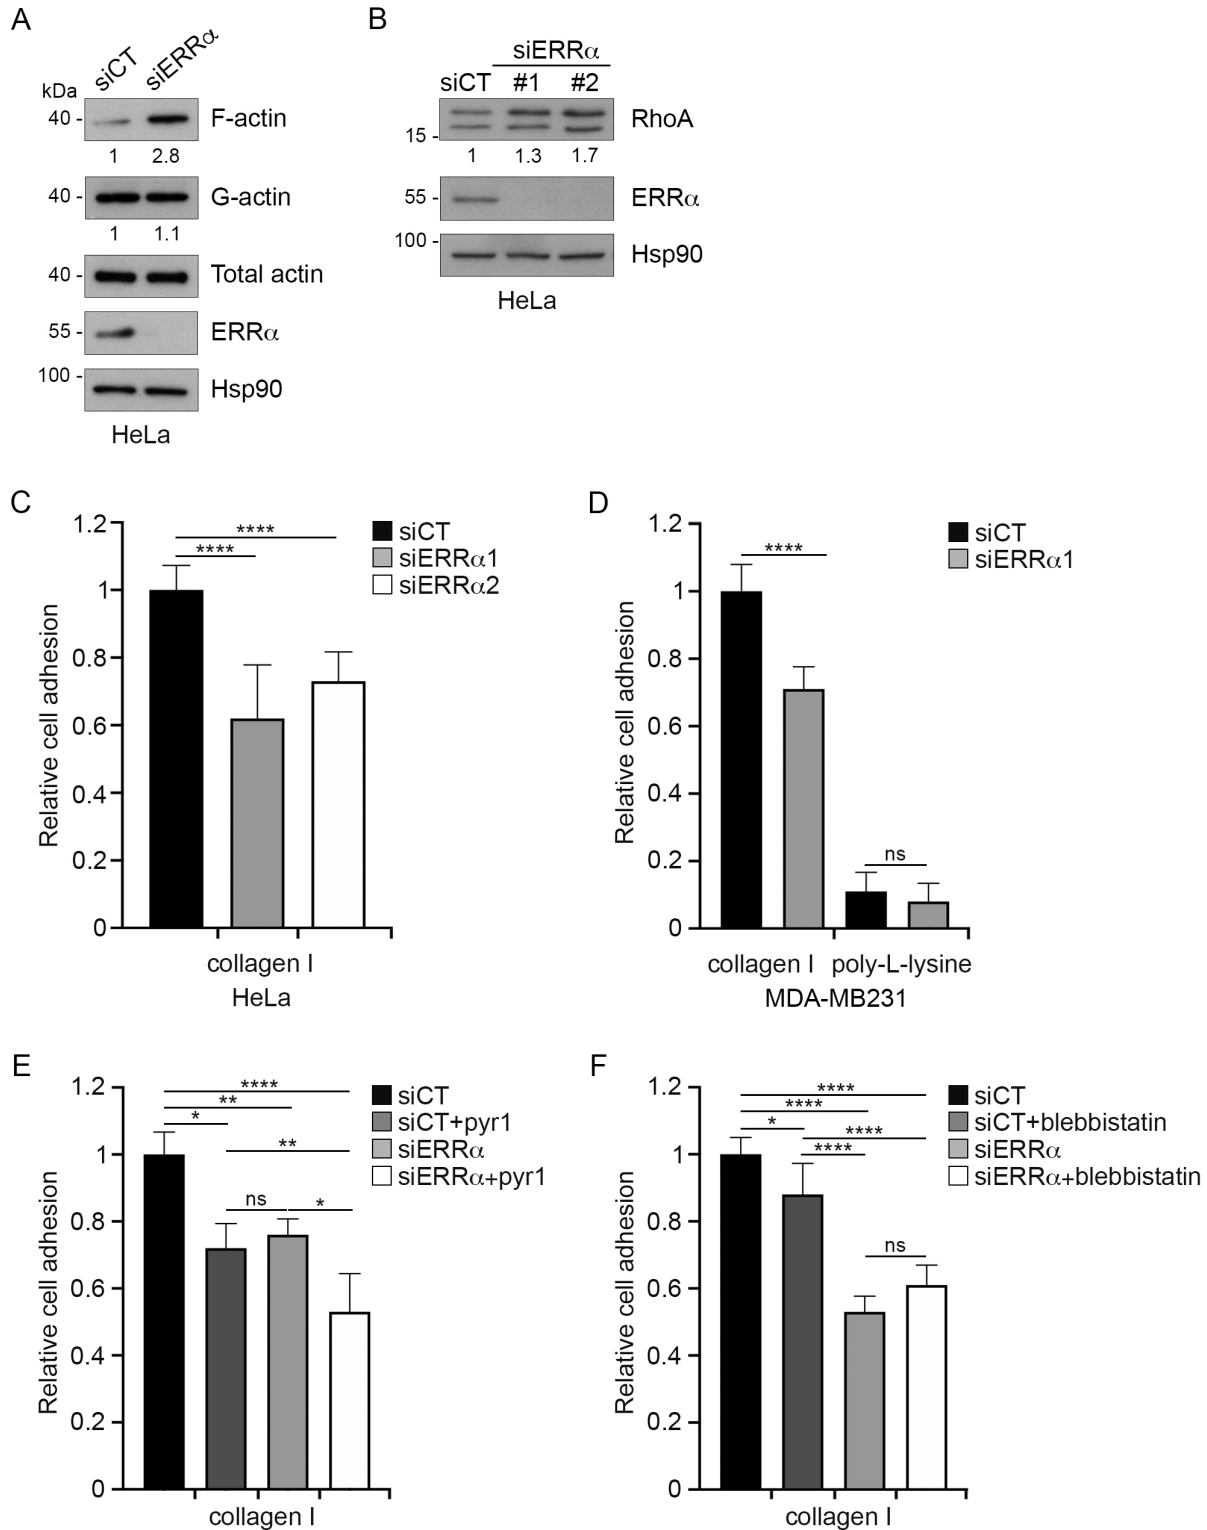 A
siCT siERRα
kDa
40 - F-actin
1 2.8
40 - G-actin
1 1.1
40 - Total actin
55 - ERRα
100 - Hsp90
HeLa
B
siERRα
siCT #1 #2
RhoA
15 -
1 1.3 1.7
55 - ERRα
100 - Hsp90
HeLa
C
Relative cell adhesion
1.2
1
0.8
0.6
0.4
0.2
0
****
****
siCT
siERRα1
siERRα2
collagen I
HeLa
D
Relative cell adhesion
1.2
1
0.8
0.6
0.4
0.2
0
****
ns
siCT
siERRα1
collagen I poly-L-lysine
MDA-MB231
E
Relative cell adhesion
1.2
1
0.8
0.6
0.4
0.2
0
****
**
*
**
ns *
siCT
siCT+pyr1
siERRα
siERRα+pyr1
collagen I
F
Relative cell adhesion
1.2
1
0.8
0.6
0.4
0.2
0
****
****
*
****
****
ns
siCT
siCT+blebbistatin
siERRα
siERRα+blebbistatin
collagen I